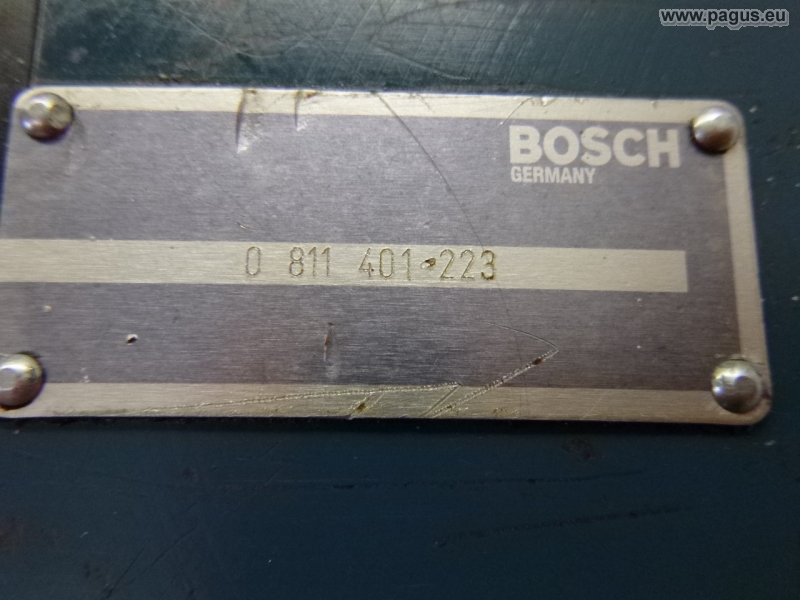 www.pagus.eu
BOSCH
GERMANY
0 811 401 223